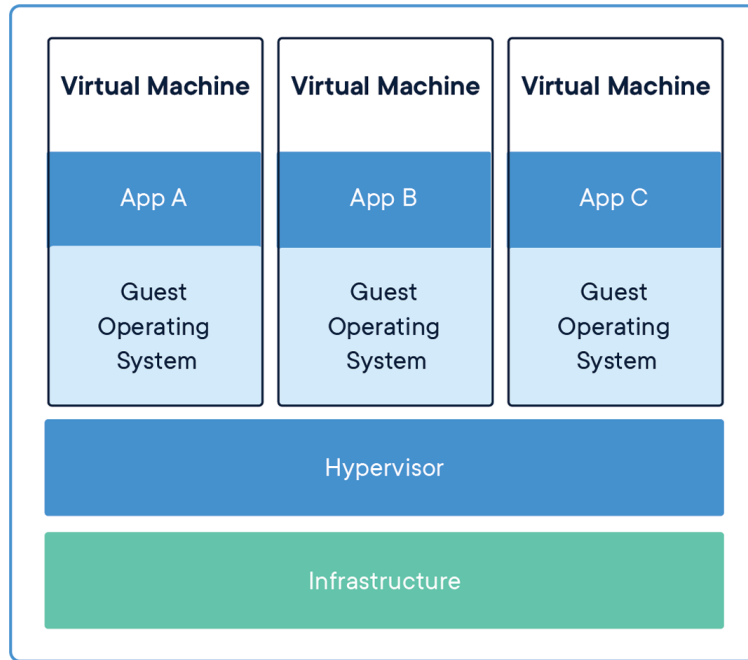 Virtual Machine
Virtual Machine
Virtual Machine
App A
App B
App C
Guest
Operating
System
Guest
Operating
System
Guest
Operating
System
Hypervisor
Infrastructure